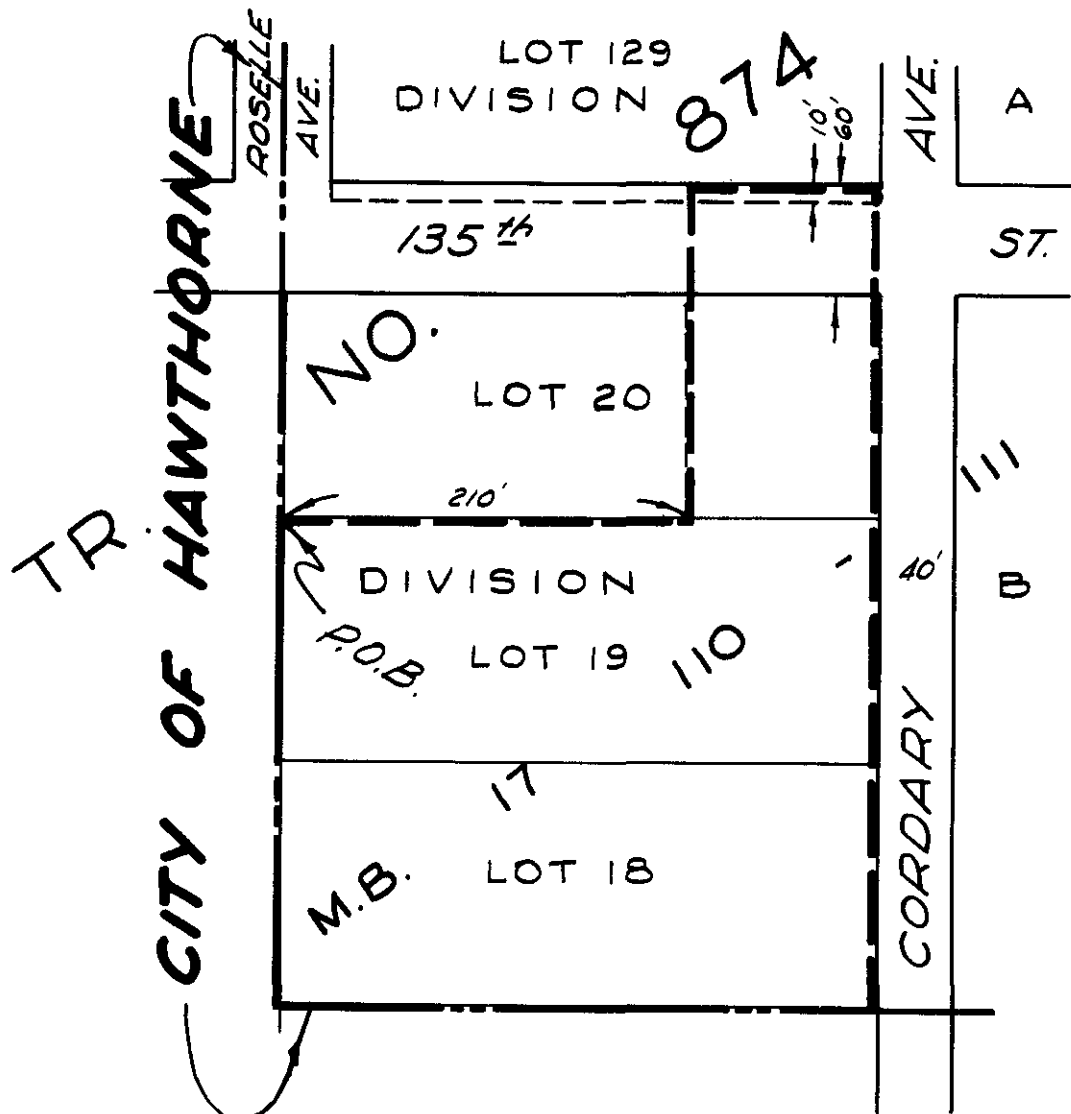 ROSELLE
AVE.
LOT 129
DIVISION
874
10'
60'
AVE.
A
135th
ST.
CITY OF HAWTHORNE
TR.
NO.
LOT 20
210'
DIVISION
P.O.B.
LOT 19
110
111
40'
B
17
M.B.
LOT 18
CORDARY